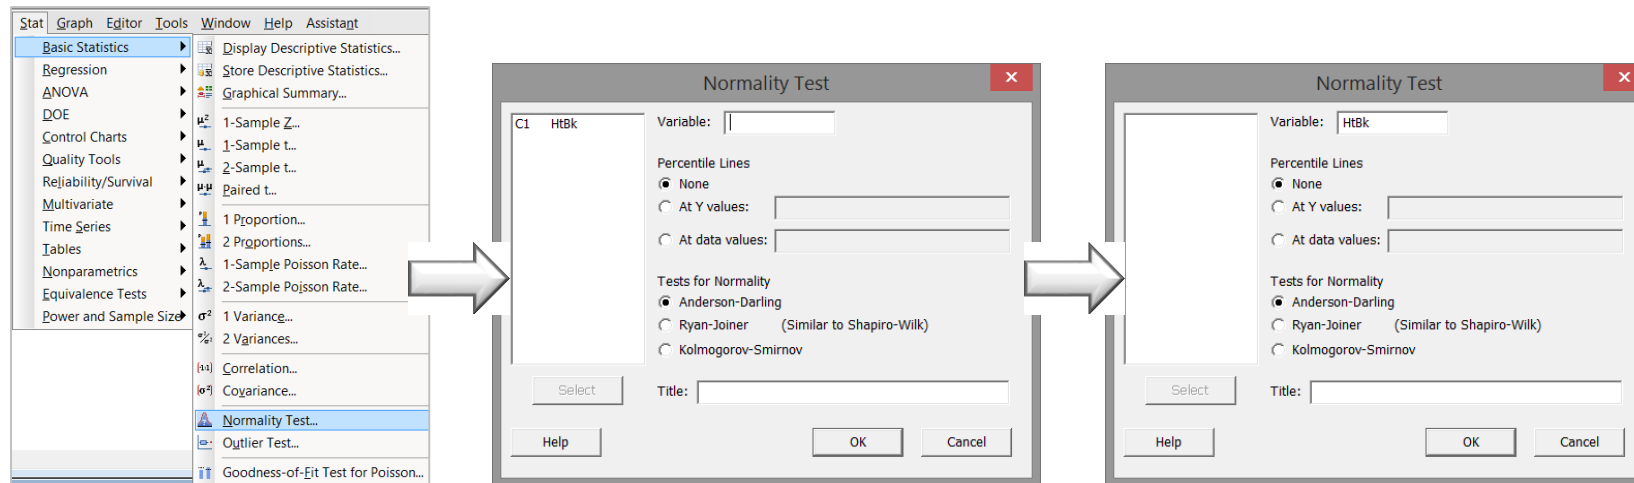 Stat Graph Editor Tools Window Help Assistant
Basic Statistics
Regression
ANOVA
DOE
Control Charts
Quality Tools
Reliability/Survival
Multivariate
Time Series
Tables
Nonparametrics
Equivalence Tests
Power and Sample Size
Display Descriptive Statistics...
Store Descriptive Statistics...
Graphical Summary...
1-Sample Z...
1-Sample t...
2-Sample t...
Paired t...
1 Proportion...
2 Proportions...
1-Sample Poisson Rate...
2-Sample Poisson Rate...
σ² 1 Variance...
2 Variances...
Correlation...
Covariance...
Normality Test...
Outlier Test...
Goodness-of-Fit Test for Poisson...
Normality Test
C1 HtBk
Variable:
Percentile Lines
None
At Y values:
At data values:
Tests for Normality
Anderson-Darling
Ryan-Joiner (Similar to Shapiro-Wilk)
Kolmogorov-Smirnov
Select
Title:
Help
OK
Cancel
Normality Test
Variable: HtBk
Percentile Lines
None
At Y values:
At data values:
Tests for Normality
Anderson-Darling
Ryan-Joiner (Similar to Shapiro-Wilk)
Kolmogorov-Smirnov
Select
Title:
Help
OK
Cancel